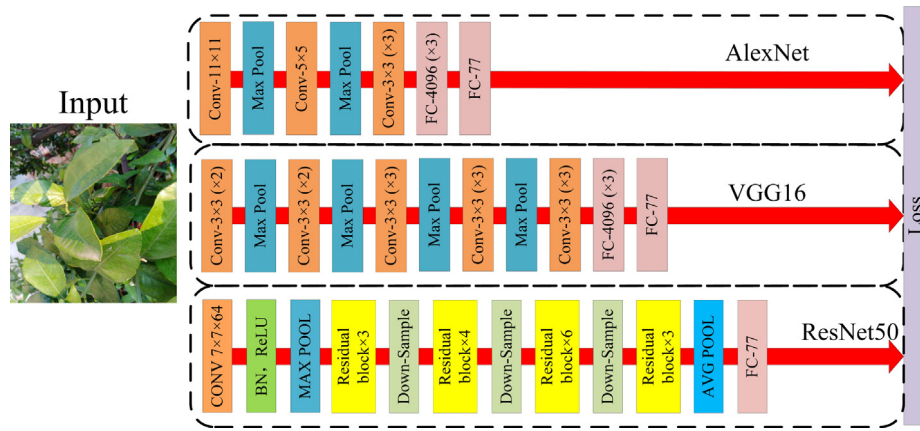 Input
AlexNet
Conv-11×11
Max Pool
Conv-5×5
Max Pool
Conv-3×3 (×3)
FC-4096 (×3)
FC-77
VGG16
Conv-3×3 (×2)
Max Pool
Conv-3×3 (×2)
Max Pool
Conv-3×3 (×3)
Max Pool
Conv-3×3 (×3)
Max Pool
Conv-3×3 (×3)
FC-4096 (×3)
FC-77
ResNet50
CONV 7×7×64
BN，ReLU
MAX POOL
Residual
block×3
Down-Sample
Residual
block×4
Down-Sample
Residual
block×6
Down-Sample
Residual
block×3
AVG POOL
FC-77
Loss